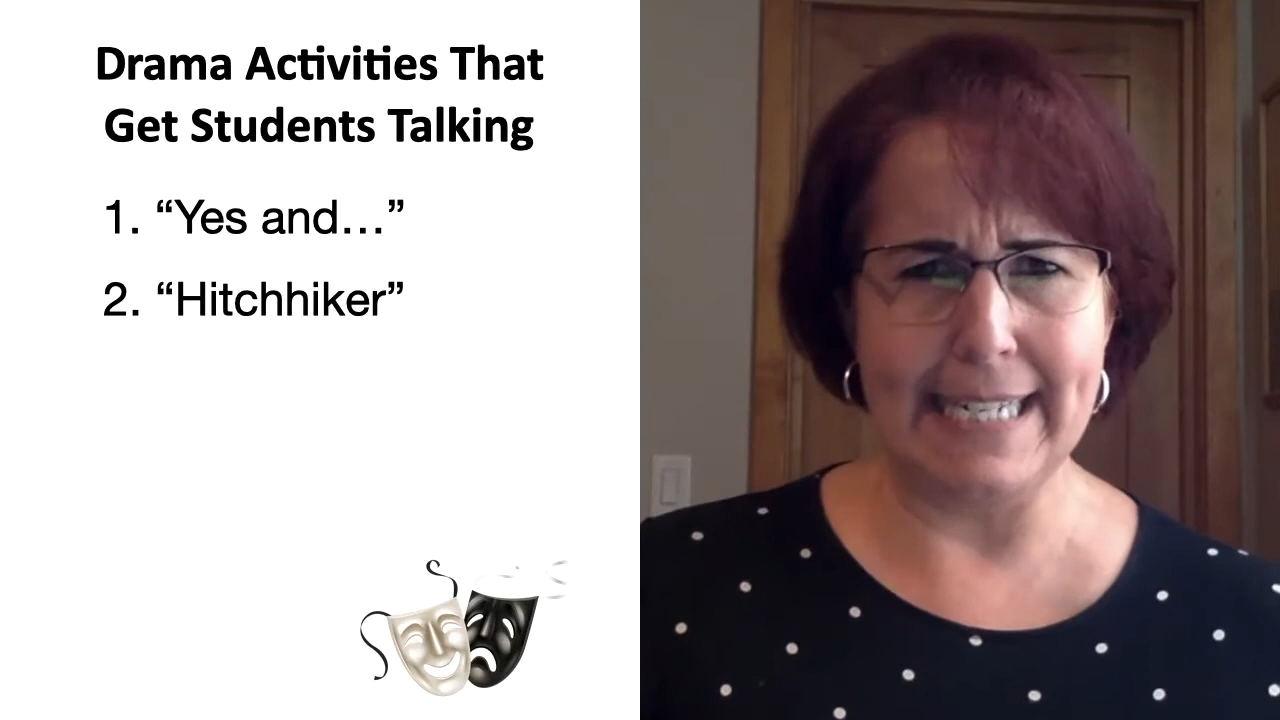 Drama Activities That
Get Students Talking
1. “Yes and…”
2. “Hitchhiker”